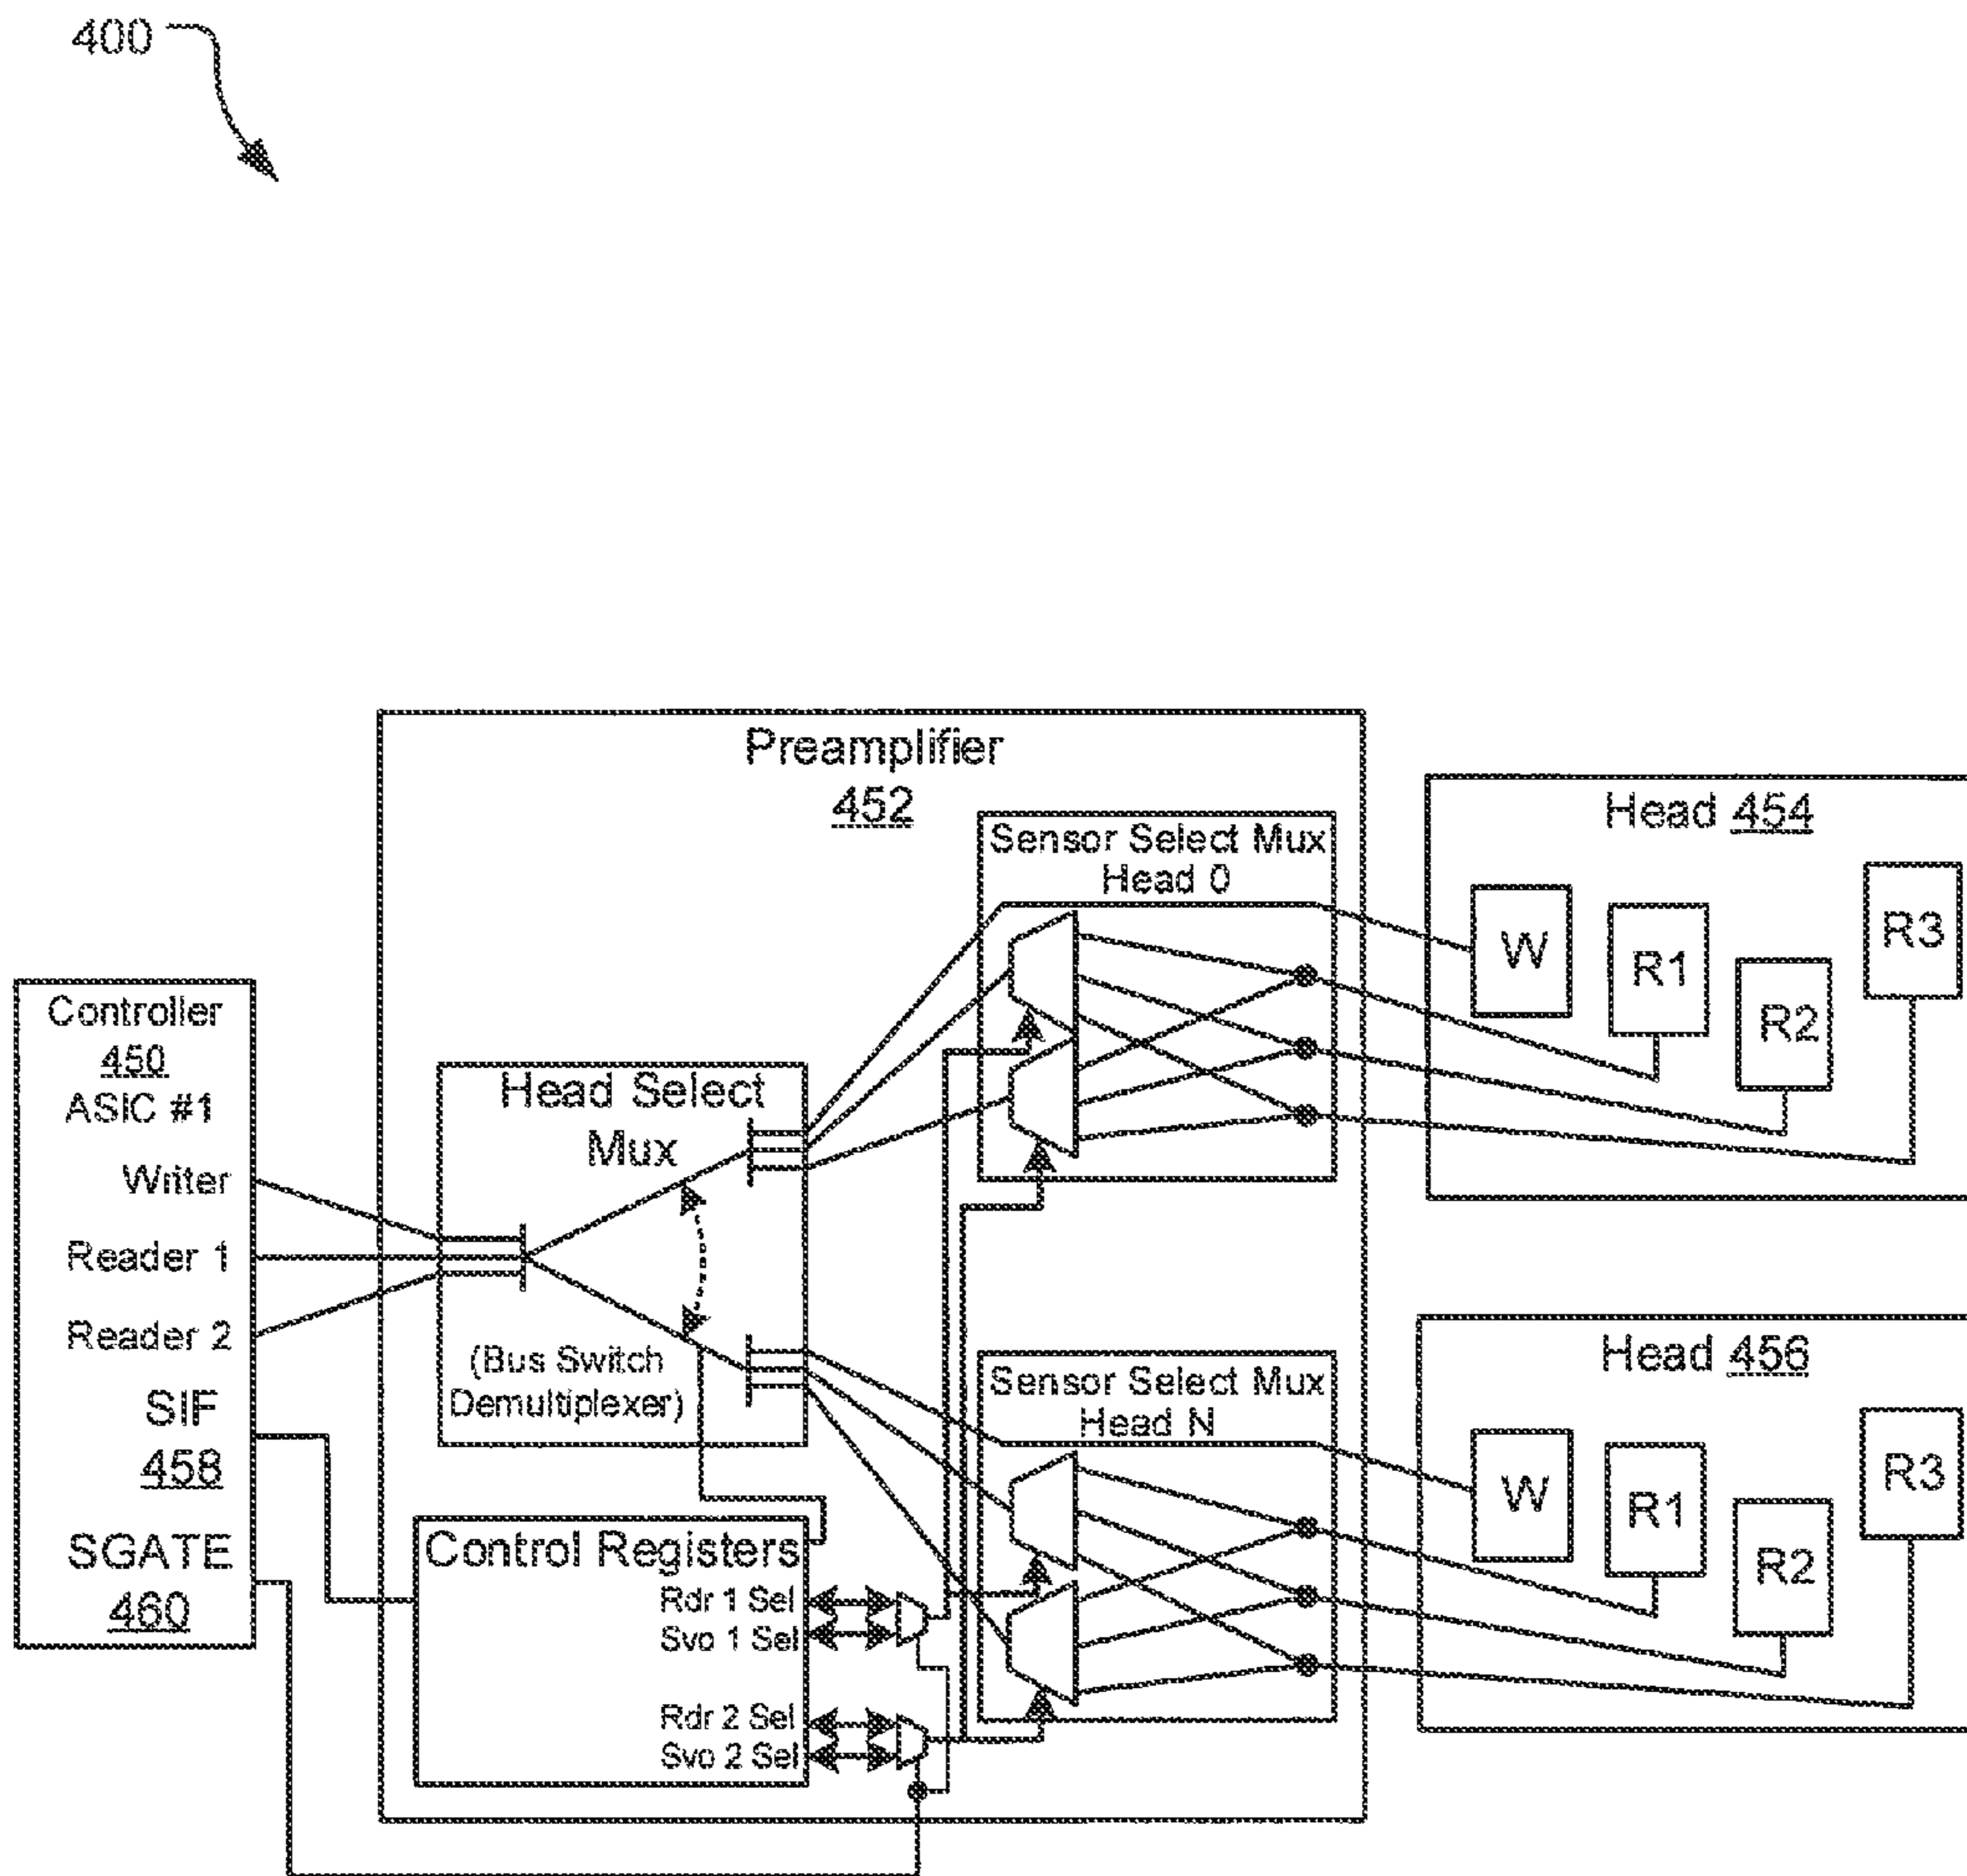 400
Preamplifier
452
Sensor Select Mux
Head 0
Head 454
W
R1
R2
R3
Controller
450
ASIC #1
Writer
Reader 1
Reader 2
SIF
458
SGATE
460
Head Select
Mux
(Bus Switch
Demultiplexer)
Sensor Select Mux
Head N
Head 456
W
R1
R2
R3
Control Registers
Rdr 1 Sel
Svo 1 Sel
Rdr 2 Sel
Svo 2 Sel